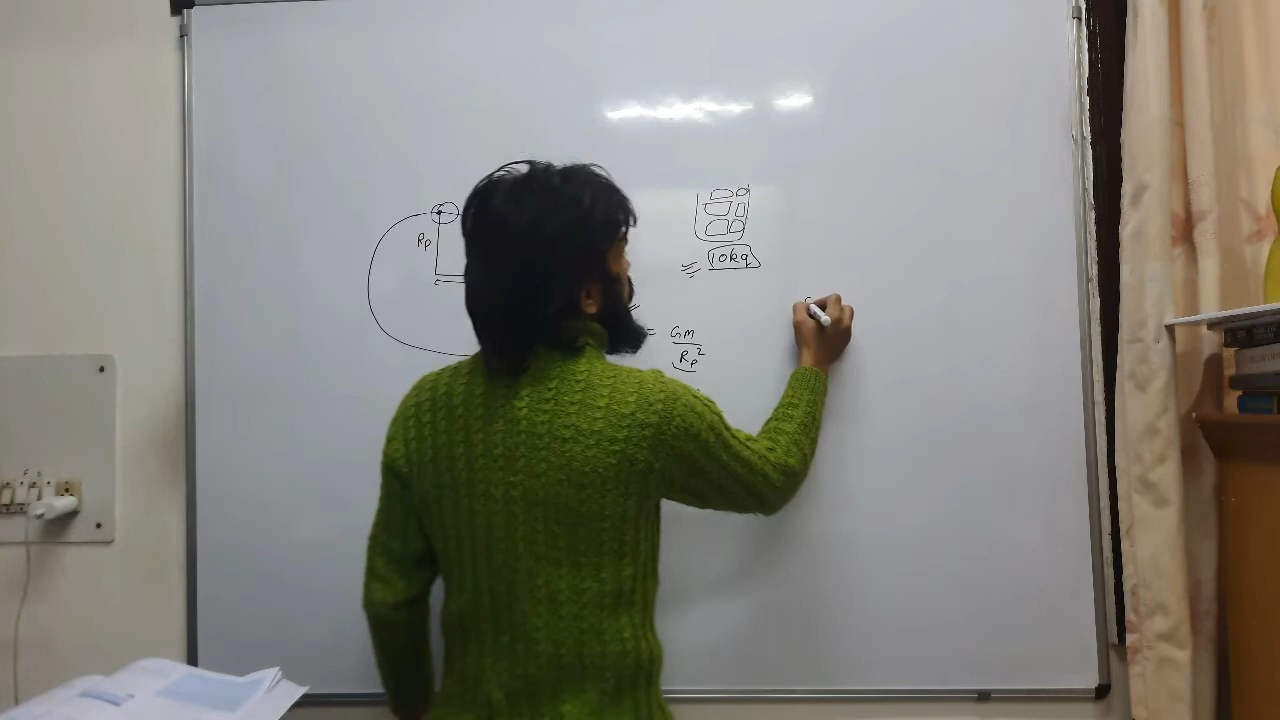 Rp
10kg
= GM
Rp²